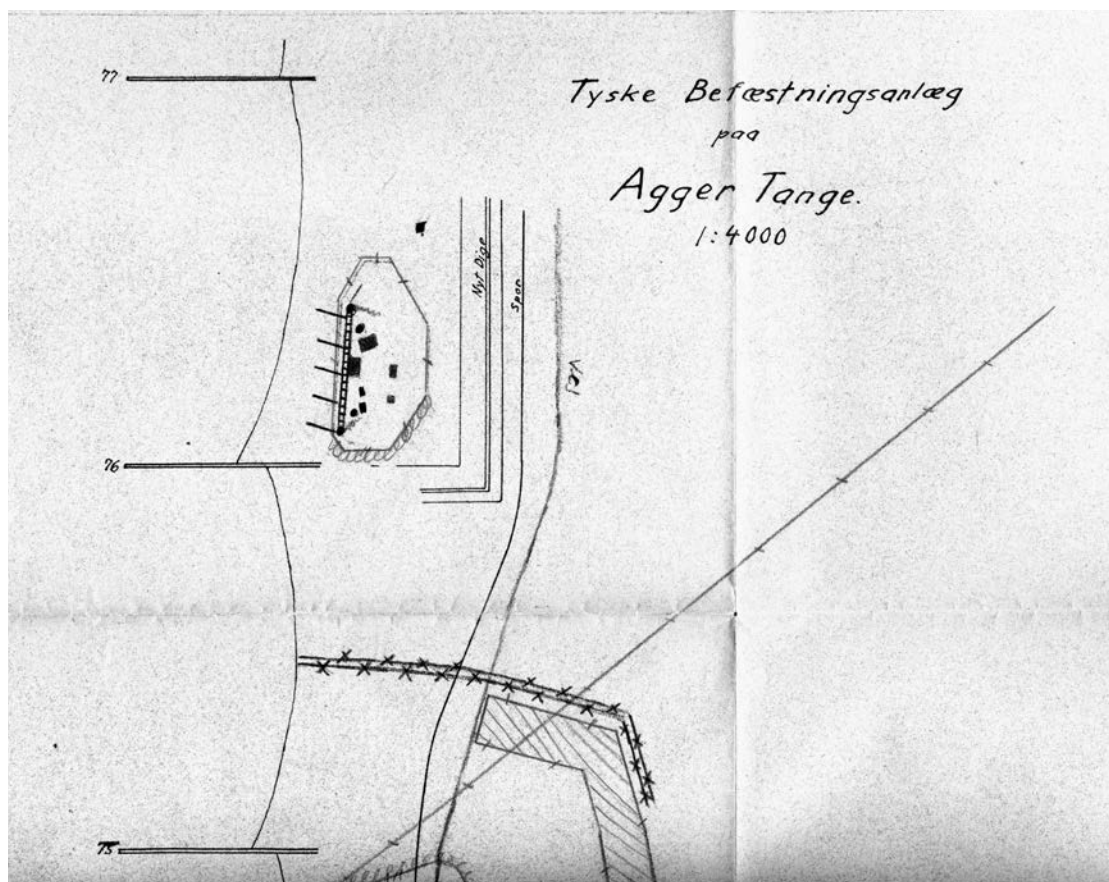 77
Tyske Befæstningsanlæg
paa
Agger Tange.
1:4000
Nyt Dige
Spor
Vej
76
75